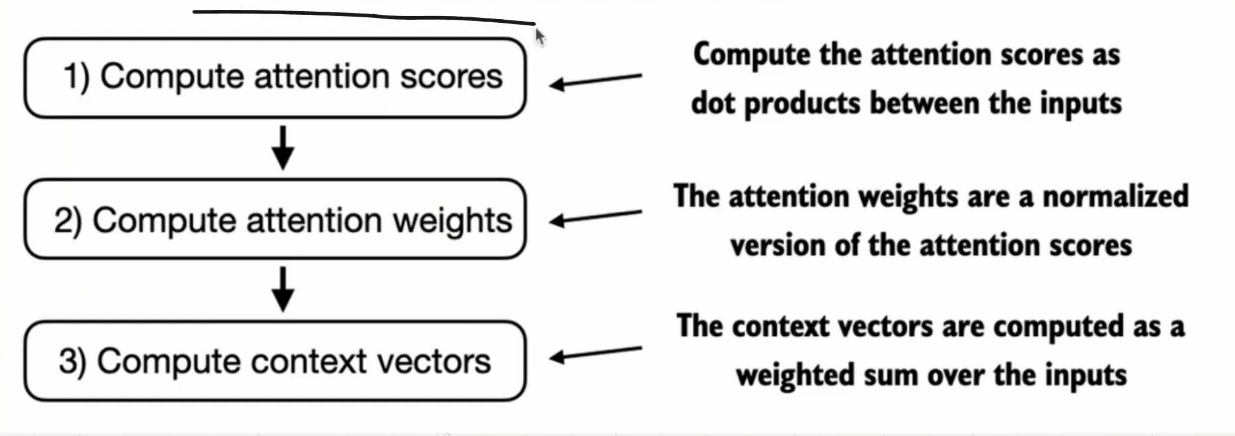 1) Compute attention scores
Compute the attention scores as
dot products between the inputs
2) Compute attention weights
The attention weights are a normalized
version of the attention scores
3) Compute context vectors
The context vectors are computed as a
weighted sum over the inputs